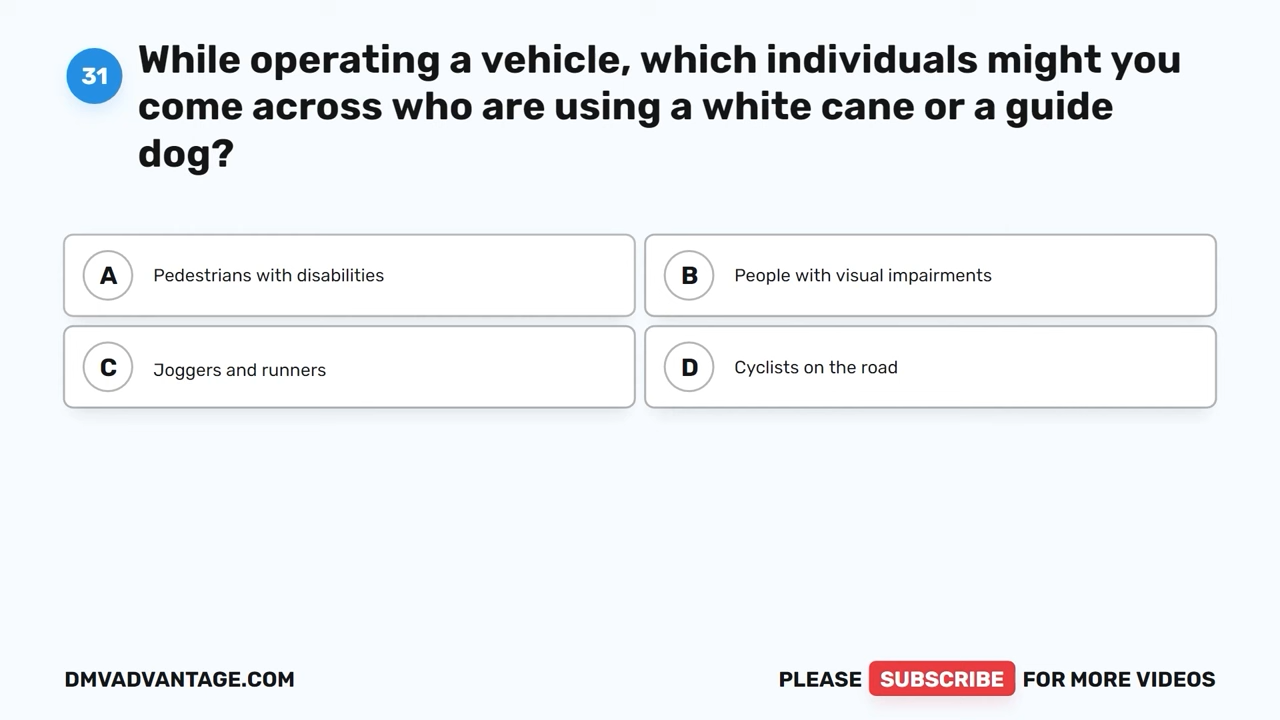 31
While operating a vehicle, which individuals might you
come across who are using a white cane or a guide
dog?
A Pedestrians with disabilities
B People with visual impairments
C Joggers and runners
D Cyclists on the road
DMVADVANTAGE.COM
PLEASE SUBSCRIBE FOR MORE VIDEOS